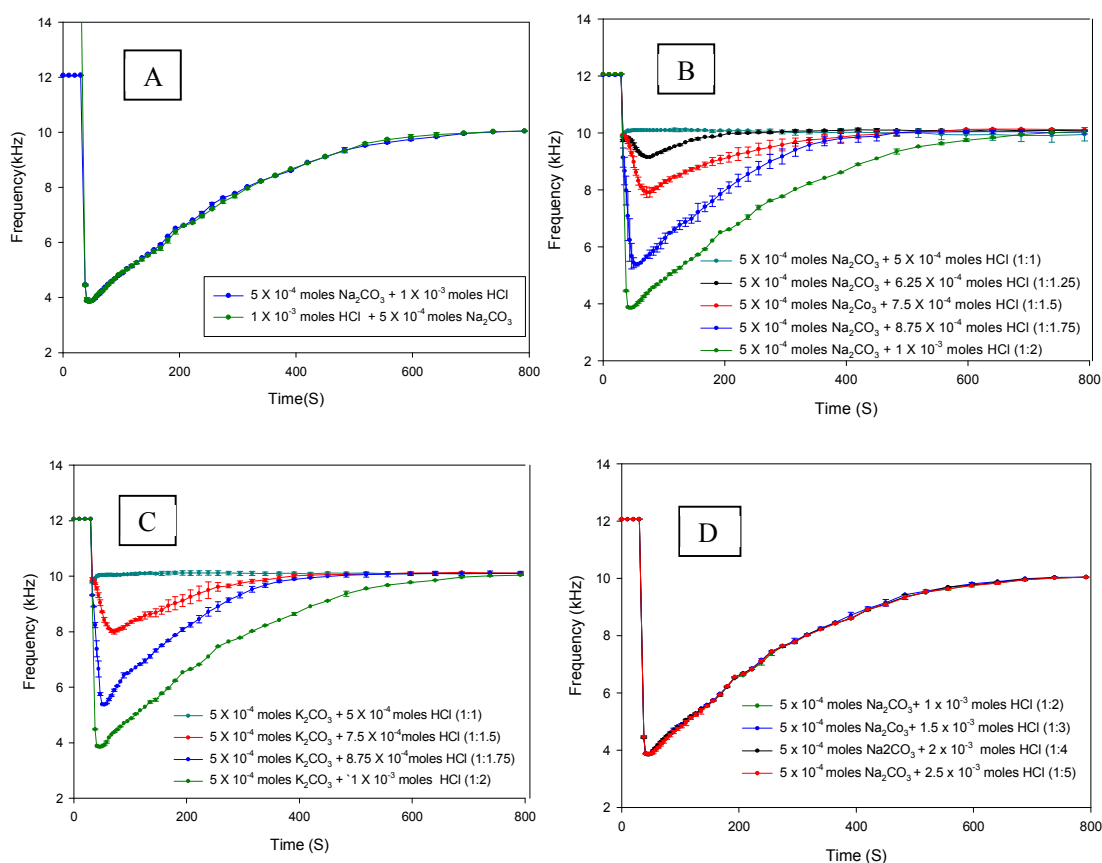 A
14
12
10
8
6
4
2
Frequency(kHz)
0 200 400 600 800
Time(S)
5 X 10⁻⁴ moles Na₂CO₃ + 1 X 10⁻³ moles HCl
1 X 10⁻³ moles HCl + 5 X 10⁻⁴ moles Na₂CO₃
B
14
12
10
8
6
4
2
Frequency (kHz)
0 200 400 600 800
Time (S)
5 X 10⁻⁴ moles Na₂CO₃ + 5 X 10⁻⁴ moles HCl (1:1)
5 X 10⁻⁴ moles Na₂CO₃ + 6.25 X 10⁻⁴ moles HCl (1:1.25)
5 X 10⁻⁴ moles Na₂Co₃ + 7.5 X 10⁻⁴ moles HCl (1:1.5)
5 X 10⁻⁴ moles Na₂CO₃ + 8.75 X 10⁻⁴ moles HCl (1:1.75)
5 X 10⁻⁴ moles Na₂CO₃ + 1 X 10⁻³ moles HCl (1:2)
C
14
12
10
8
6
4
2
Frequency (kHz)
0 200 400 600 800
Time (S)
5 X 10⁻⁴ moles K₂CO₃ + 5 X 10⁻⁴ moles HCl (1:1)
5 X 10⁻⁴ moles K₂CO₃ + 7.5 X 10⁻⁴moles HCl (1:1.5)
5 X 10⁻⁴ moles K₂CO₃ + 8.75 X 10⁻⁴moles HCl (1:1.75)
5 X 10⁻⁴ moles K₂CO₃ + `1 X 10⁻³ moles HCl (1:2)
D
14
12
10
8
6
4
2
Frequency (kHz)
0 200 400 600 800
Time (S)
5 x 10⁻⁴ moles Na₂CO₃+ 1 x 10⁻³ moles HCl (1:2)
5 x 10⁻⁴ moles Na₂Co₃+ 1.5 x 10⁻³ moles HCl (1:3)
5 x 10⁻⁴ moles Na2CO₃ + 2 x 10⁻³ moles HCl (1:4
5 x 10⁻⁴ moles Na₂CO₃ + 2.5 x 10⁻³ moles HCl (1:5)